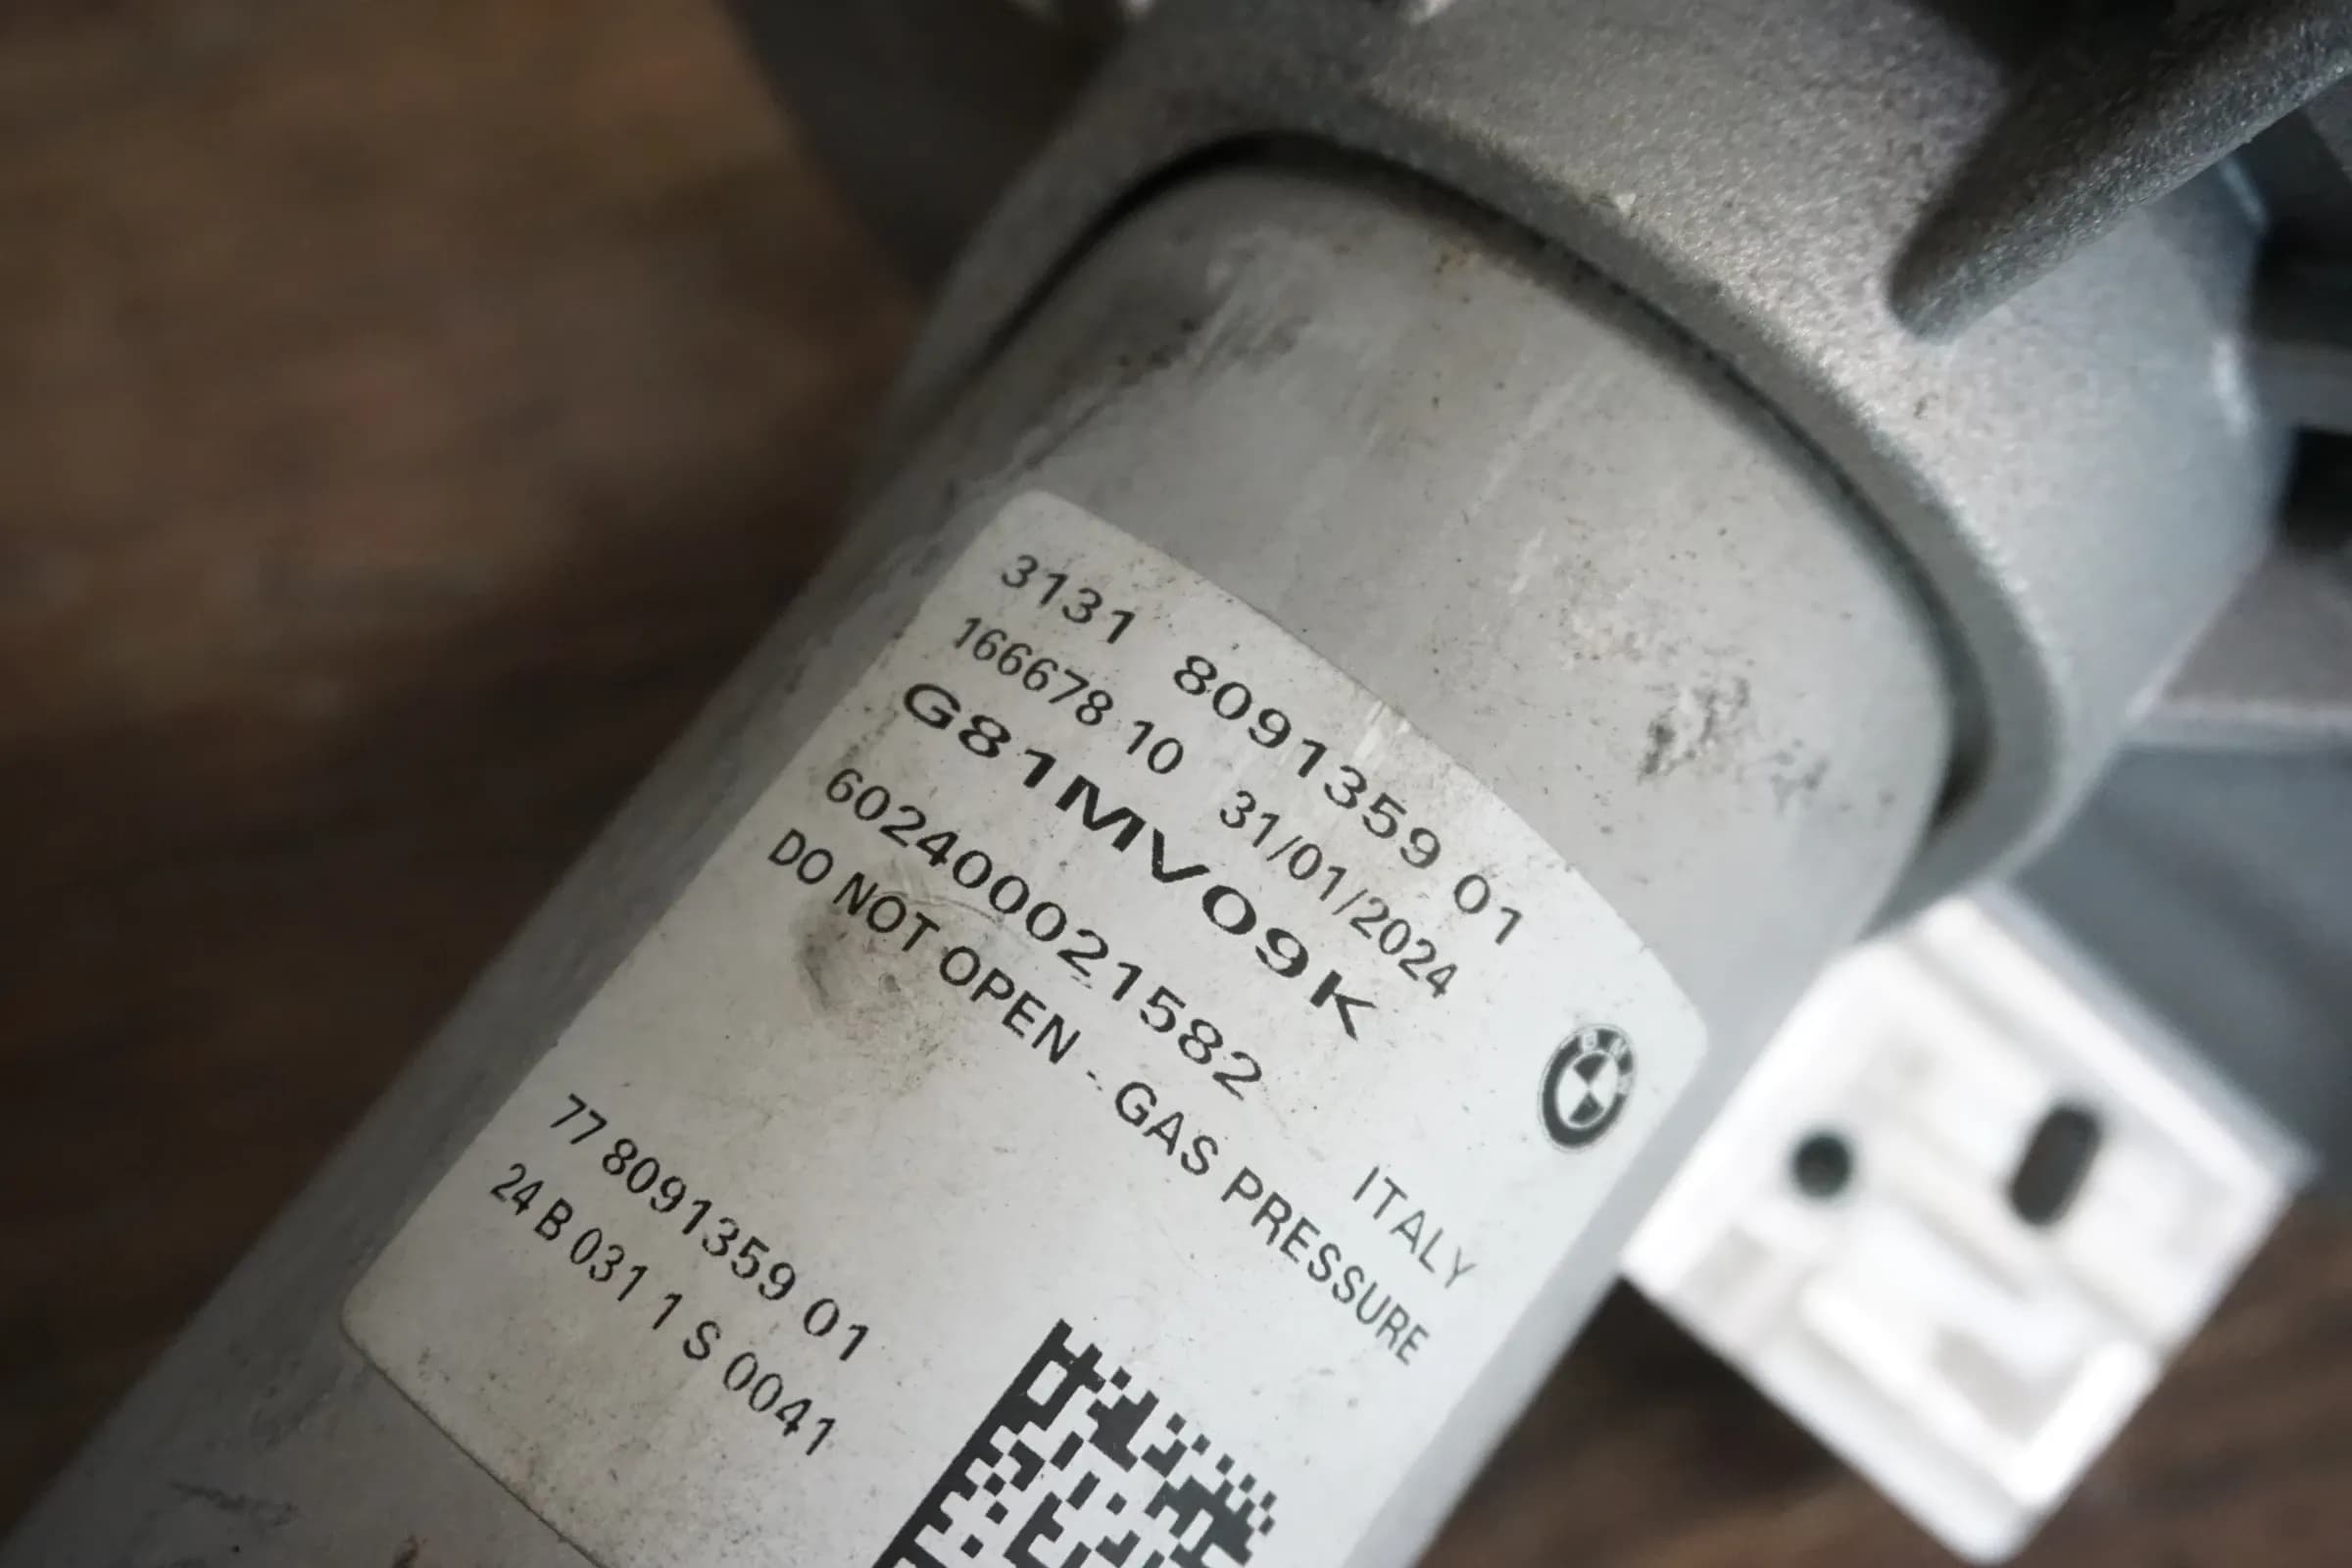 3131 8091359 01
166678 10 31/01/2024
G81MV09K
6024000021582
ITALY
DO NOT OPEN - GAS PRESSURE
77 8091359 01
24 B 031 1 S 0041